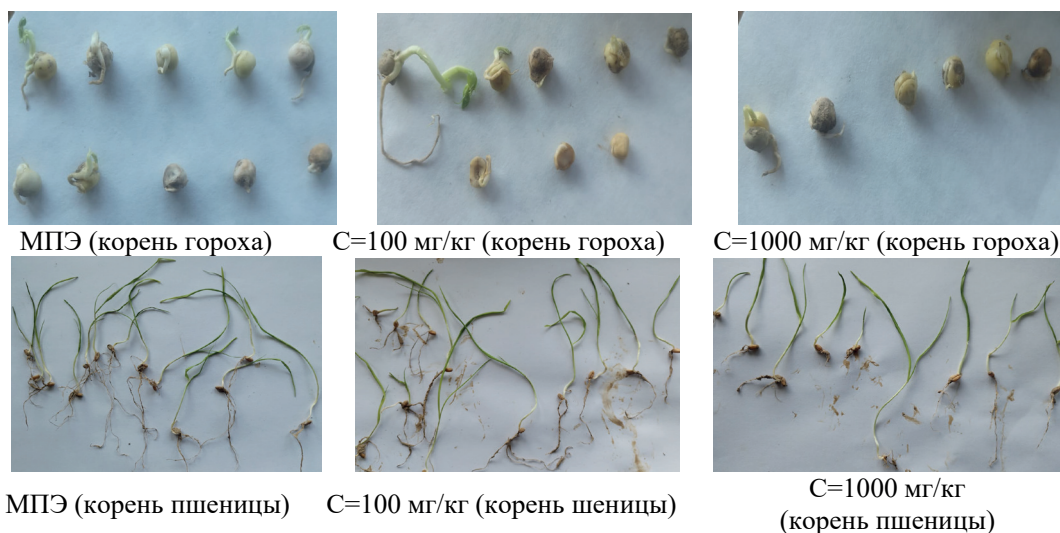 МПЭ (корень гороха)
С=100 мг/кг (корень гороха)
С=1000 мг/кг (корень гороха)
МПЭ (корень пшеницы)
С=100 мг/кг (корень шеницы)
С=1000 мг/кг
(корень пшеницы)